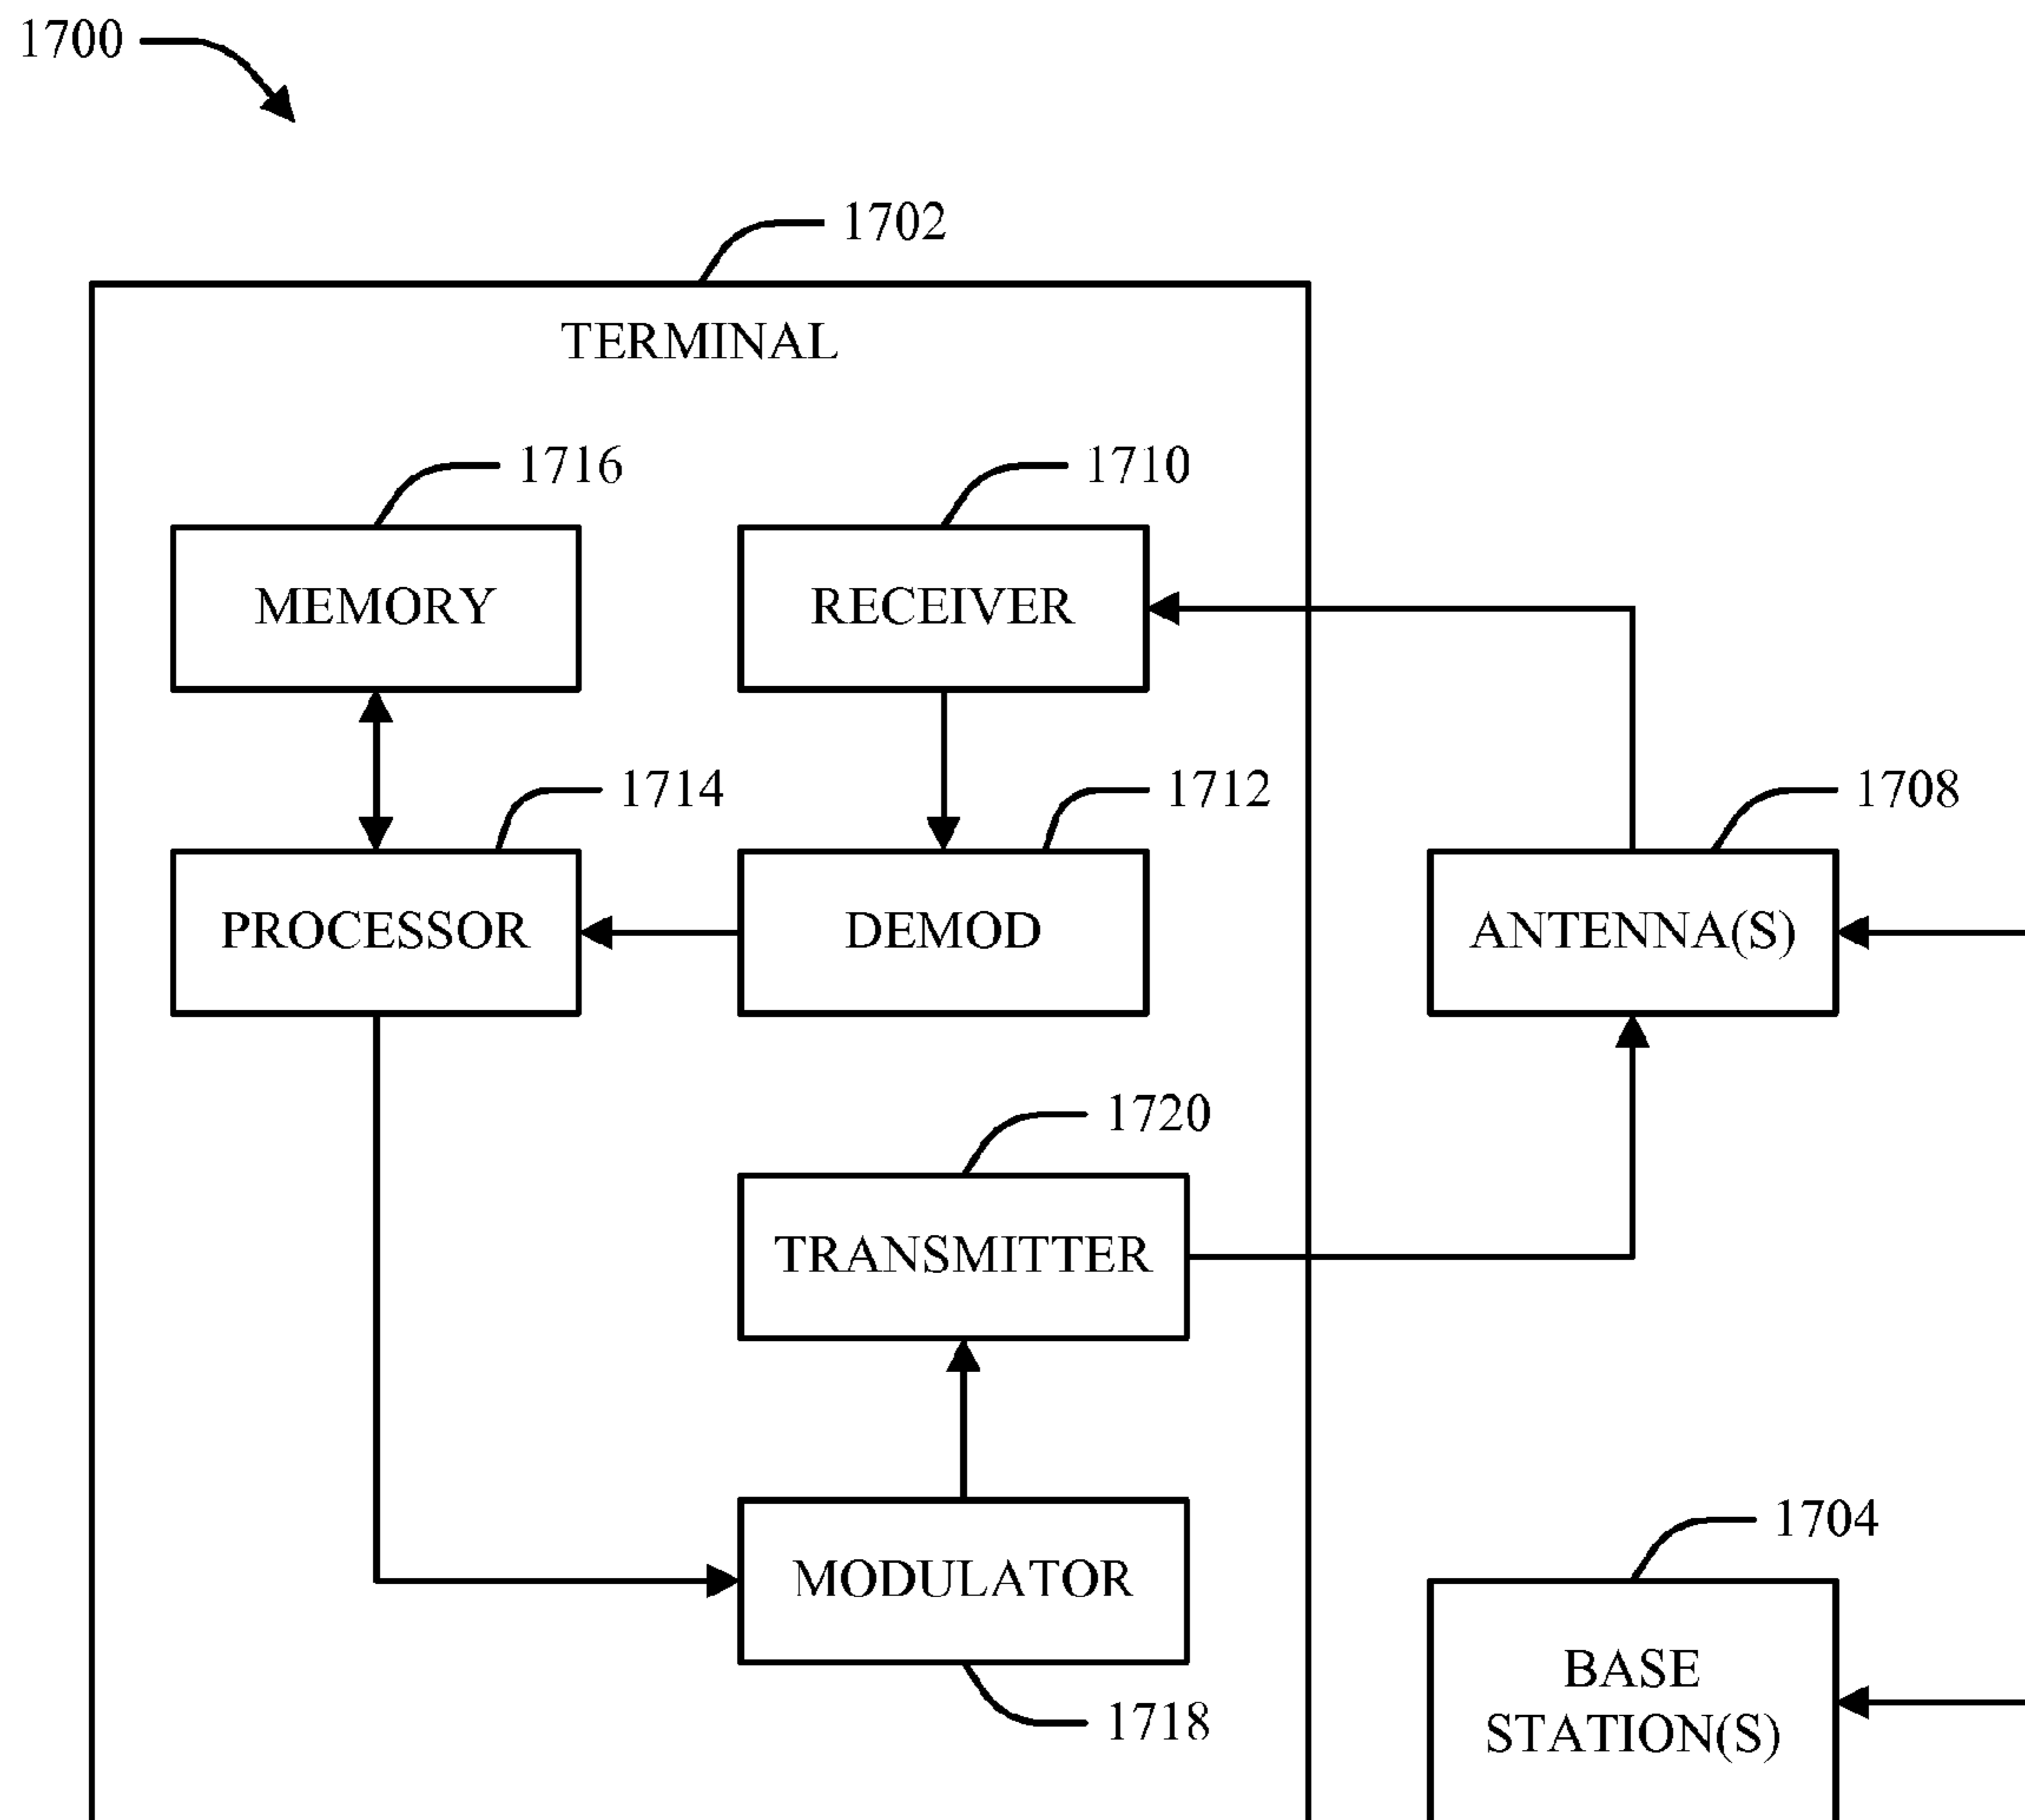 1700
1702
TERMINAL
1716
1710
MEMORY
RECEIVER
1714
1712
1708
PROCESSOR
DEMOD
ANTENNA(S)
1720
TRANSMITTER
1704
MODULATOR
BASE
STATION(S)
1718